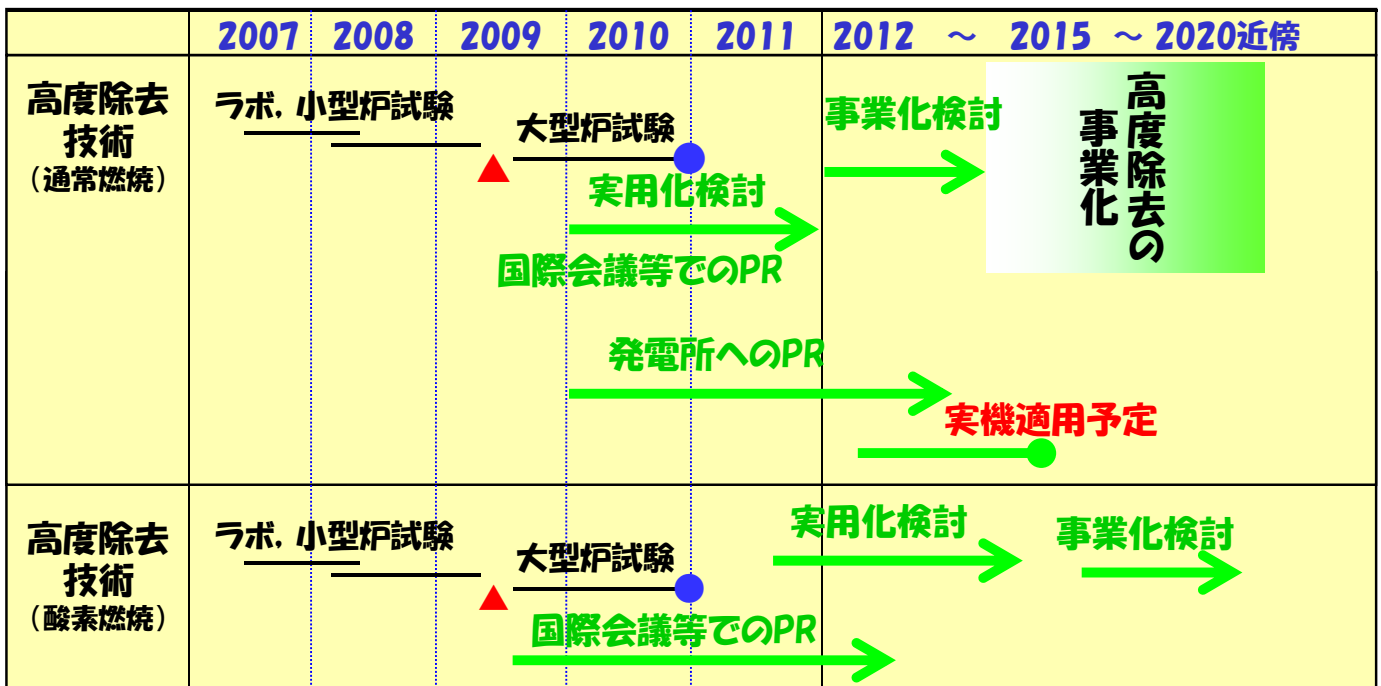 2007 2008 2009 2010 2011 2012 ～ 2015 ～ 2020近傍
高度除去
技術
（通常燃焼）
ラボ, 小型炉試験
大型炉試験
実用化検討
国際会議等でのPR
発電所へのPR
事業化検討
高度除去の
事業化
実機適用予定
高度除去
技術
（酸素燃焼）
ラボ, 小型炉試験
大型炉試験
国際会議等でのPR
実用化検討
事業化検討